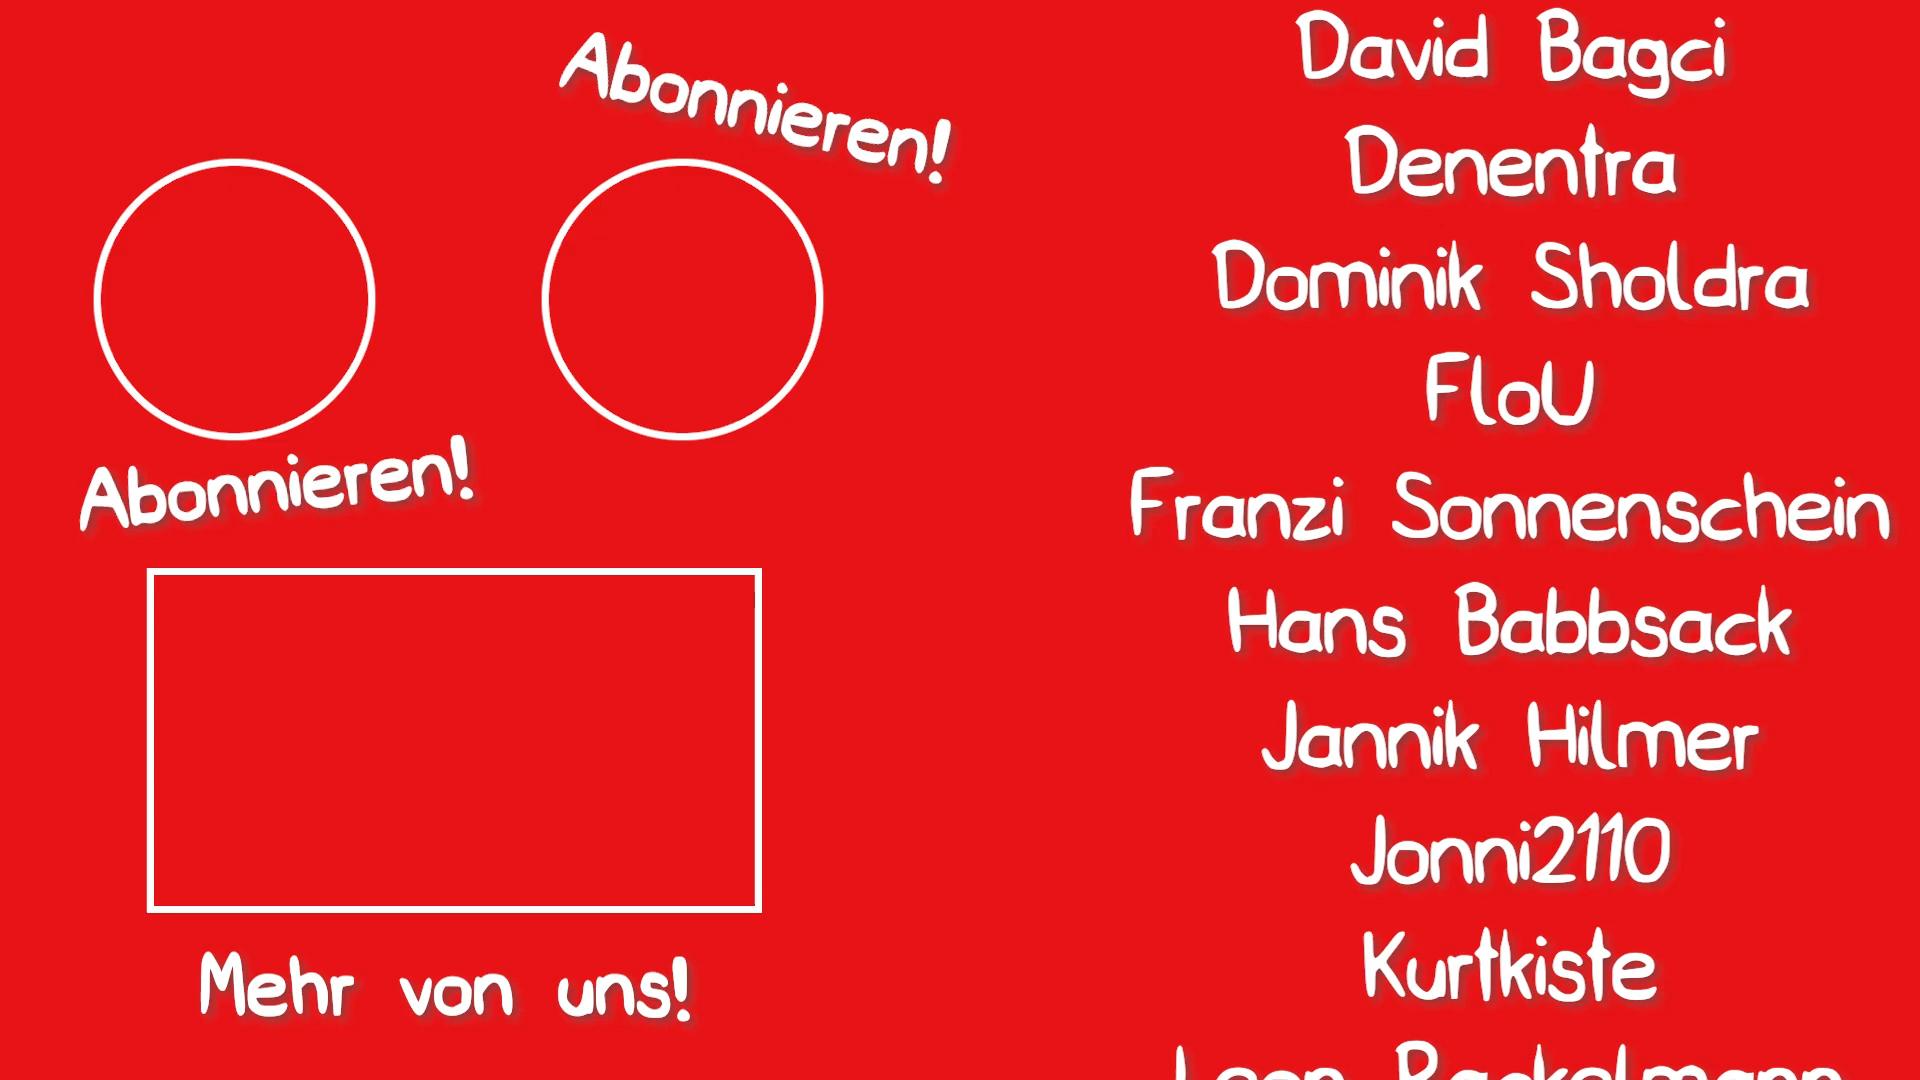 Abonnieren!
Abonnieren!
Mehr von uns!
David Bagci
Denentra
Dominik Sholdra
FloU
Franzi Sonnenschein
Hans Babbsack
Jannik Hilmer
Jonni2110
Kurtkiste